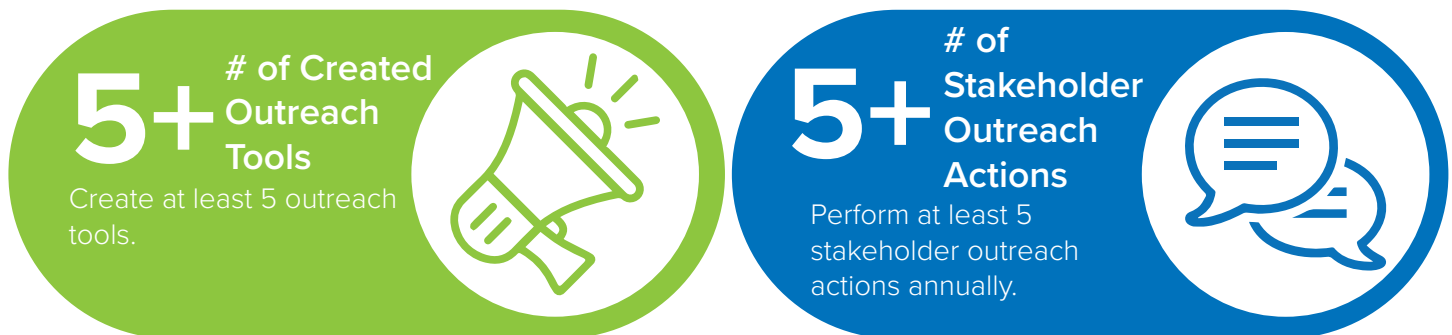 5+
# of Created
Outreach
Tools
Create at least 5 outreach
tools.
5+
# of
Stakeholder
Outreach
Actions
Perform at least 5
stakeholder outreach
actions annually.